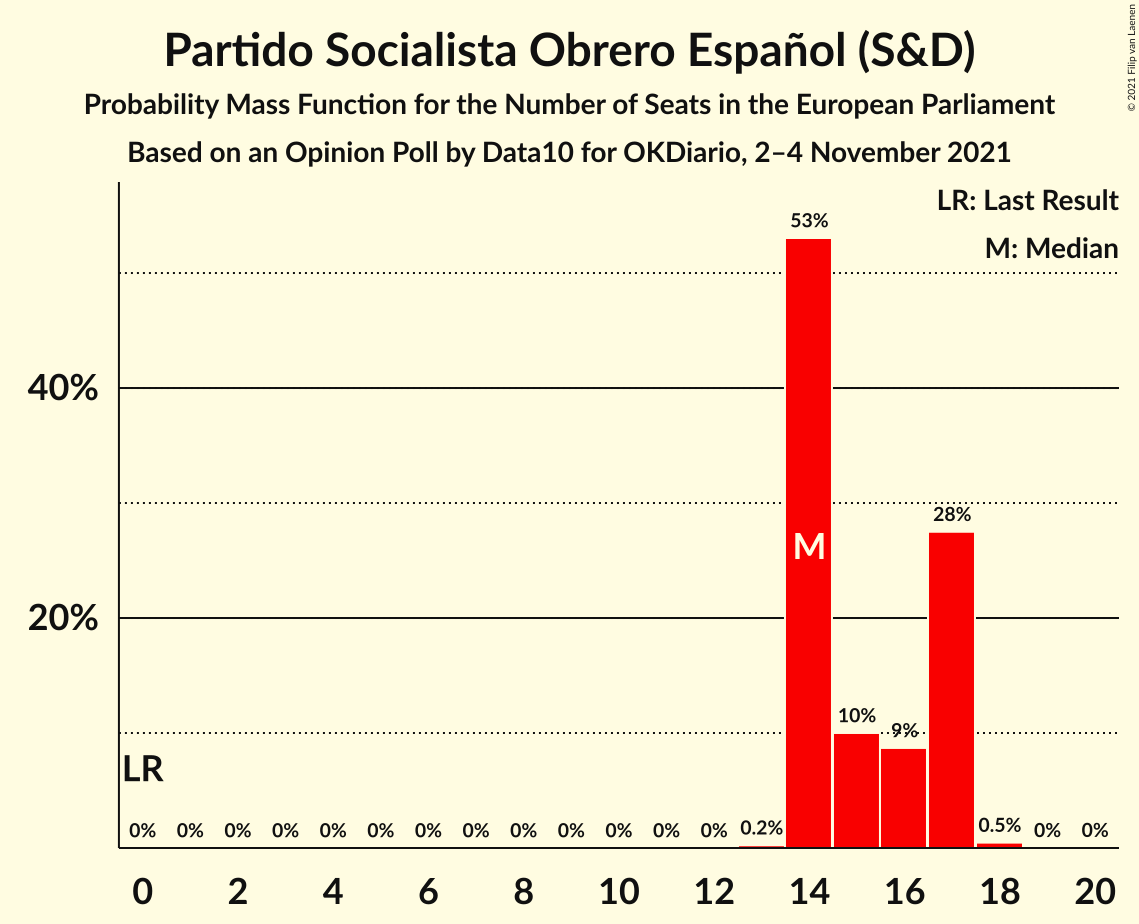 Partido Socialista Obrero Español (S&D)
Probability Mass Function for the Number of Seats in the European Parliament
Based on an Opinion Poll by Data10 for OKDiario, 2–4 November 2021
© 2021 Filip van Laenen
LR: Last Result
M: Median
53%
40%
28%
M
20%
10%
9%
LR
0% 0% 0% 0% 0% 0% 0% 0% 0% 0% 0% 0% 0% 0.2% 0.5% 0% 0%
0 2 4 6 8 10 12 14 16 18 20